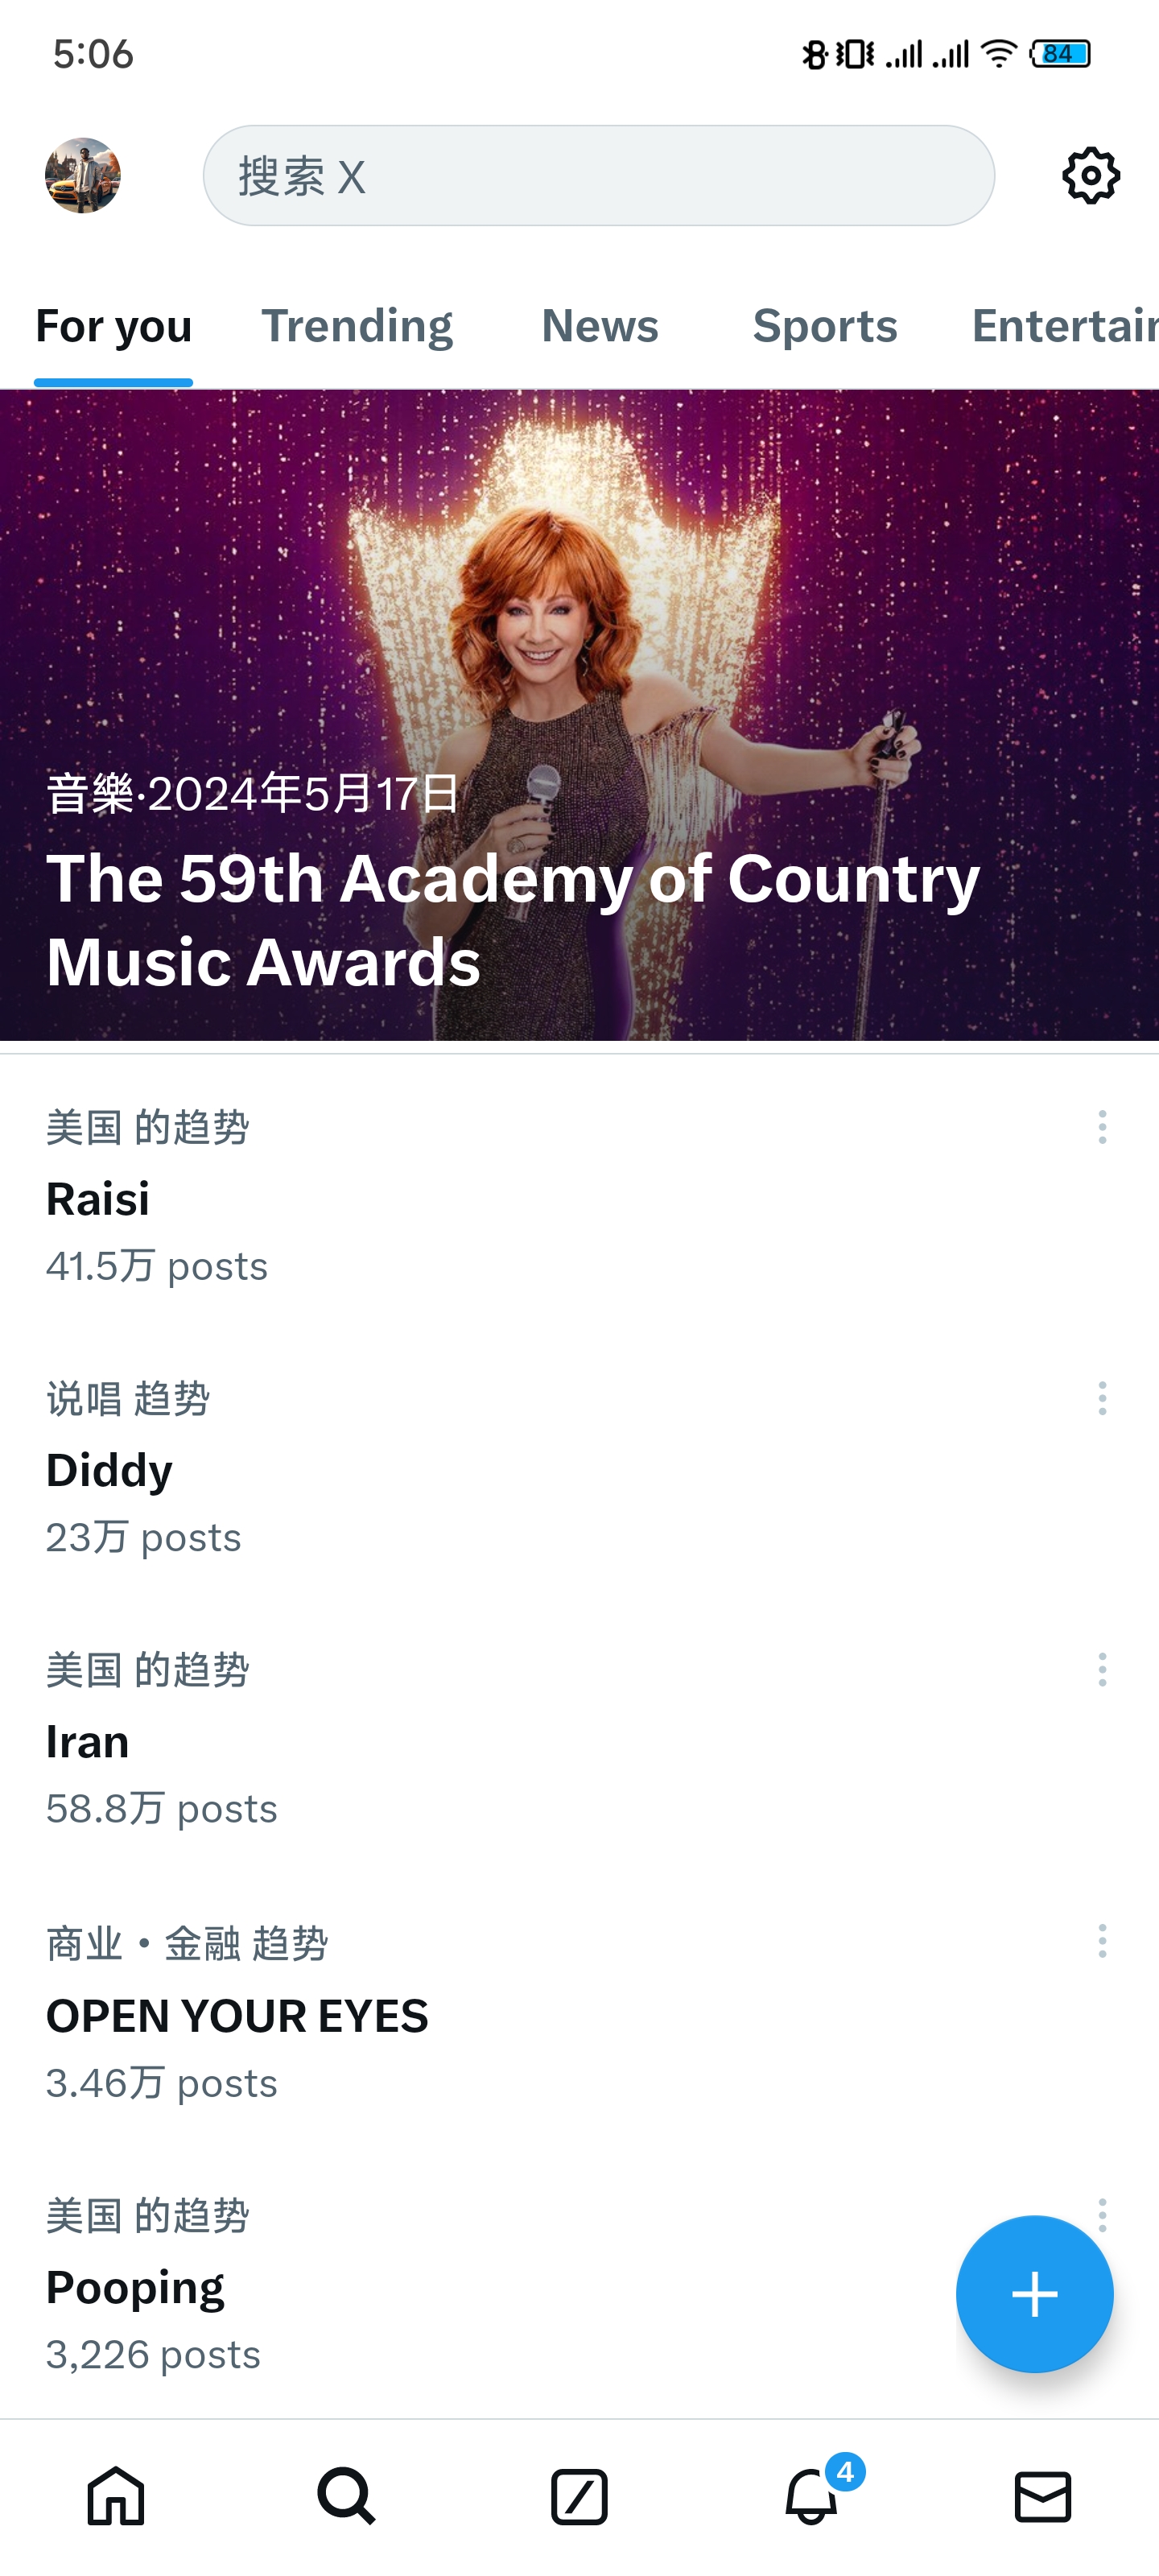 5:06
84
搜索 X
For you
Trending
News
Sports
Entertain
音樂·2024年5月17日
The 59th Academy of Country
Music Awards
美国 的趋势
Raisi
41.5万 posts
说唱 趋势
Diddy
23万 posts
美国 的趋势
Iran
58.8万 posts
商业 · 金融 趋势
OPEN YOUR EYES
3.46万 posts
美国 的趋势
Pooping
3,226 posts
4